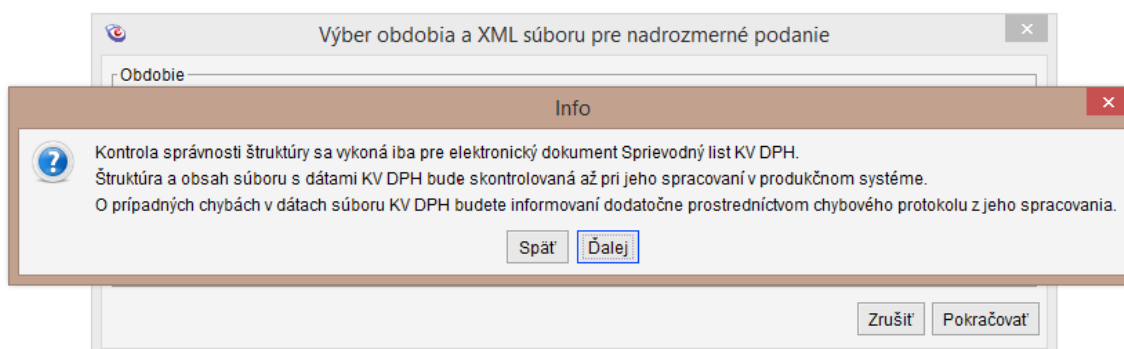 Výber obdobia a XML súboru pre nadrozmerné podanie
Obdobie
Info
Kontrola správnosti štruktúry sa vykoná iba pre elektronický dokument Sprievodný list KV DPH.
Štruktúra a obsah súboru s dátami KV DPH bude skontrolovaná až pri jeho spracovaní v produkčnom systéme.
O prípadných chybách v dátach súboru KV DPH budete informovaní dodatočne prostredníctvom chybového protokolu z jeho spracovania.
Späť Ďalej
Zrušiť Pokračovať